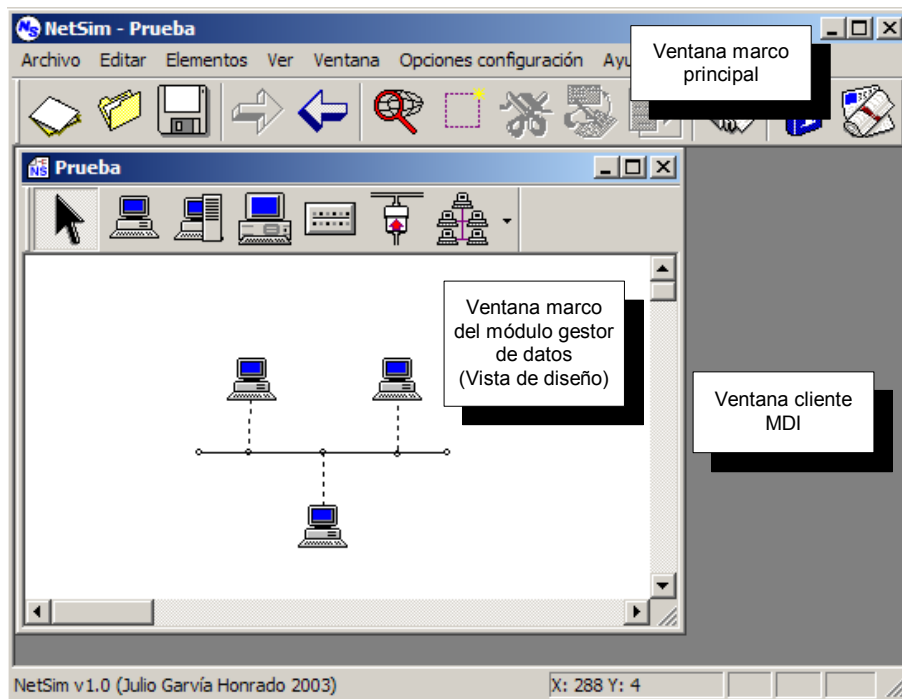 NetSim - Prueba
Archivo Editar Elementos Ver Ventana Opciones configuración
Ventana marco
principal
Prueba
Ventana marco
del módulo gestor
de datos
(Vista de diseño)
Ventana cliente
MDI
NetSim v1.0 (Julio Garvía Honrado 2003)
X: 288 Y: 4